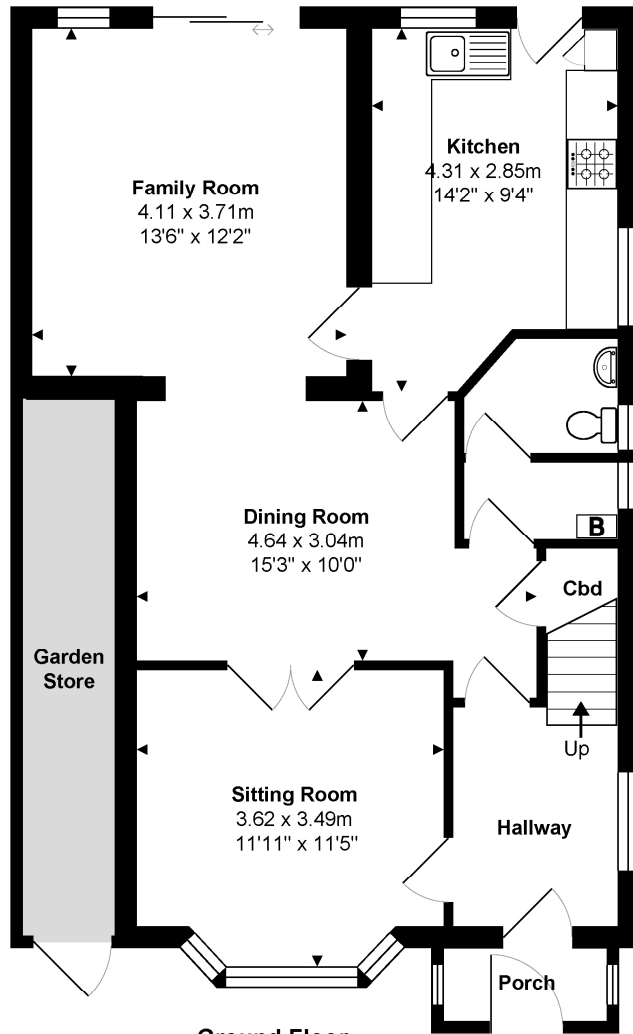 Kitchen
4.31 x 2.85m
14'2" x 9'4"
Family Room
4.11 x 3.71m
13'6" x 12'2"
Dining Room
4.64 x 3.04m
15'3" x 10'0"
B
Cbd
Garden
Store
Up
Sitting Room
3.62 x 3.49m
11'11" x 11'5"
Hallway
Porch
Ground Floor